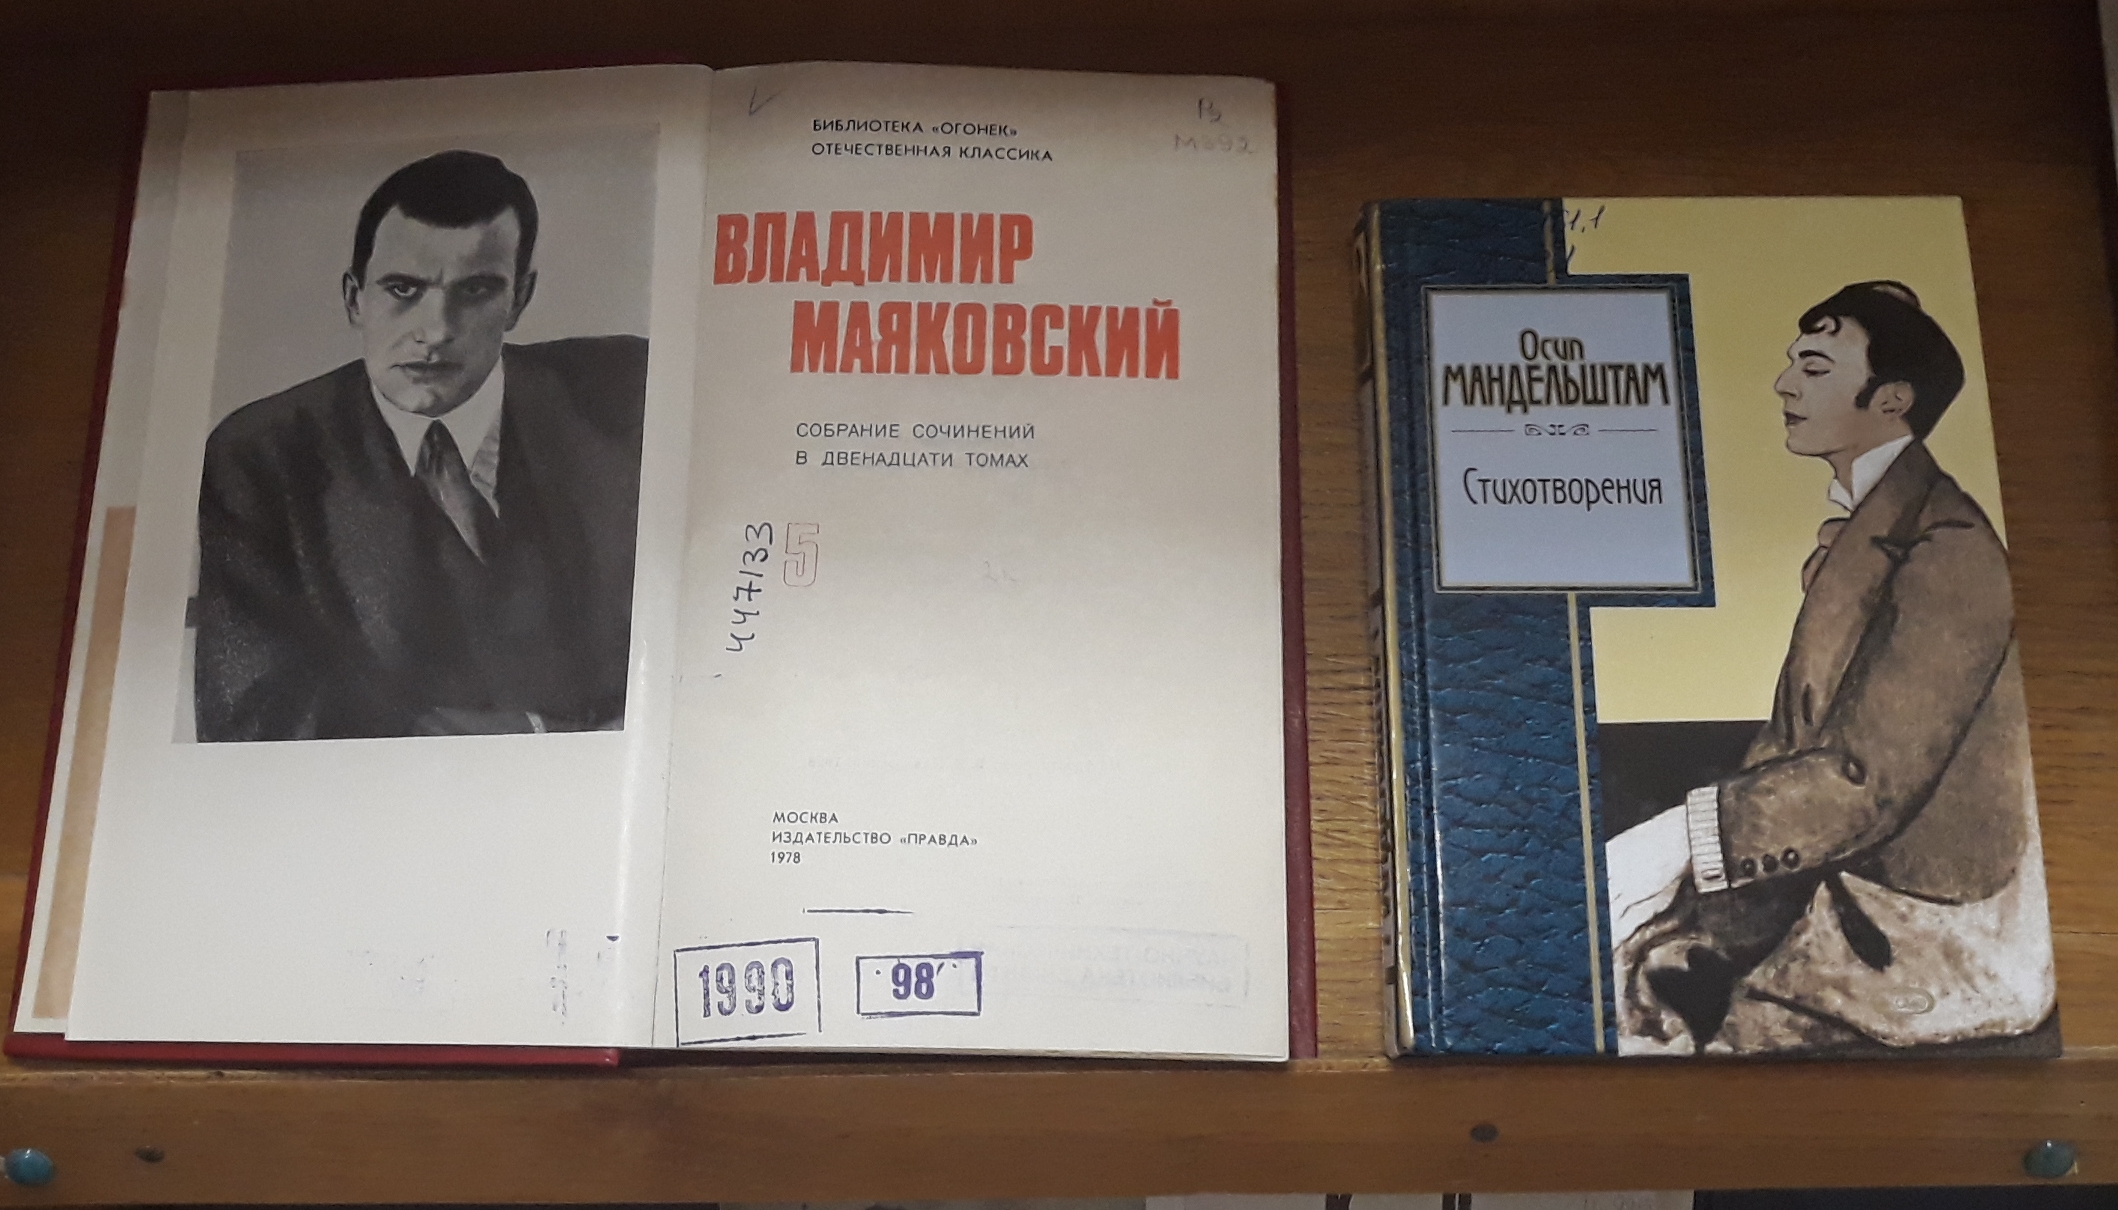 БИБЛИОТЕКА «ОГОНЕК»
ОТЕЧЕСТВЕННАЯ КЛАССИКА
ВЛАДИМИР
МАЯКОВСКИЙ
СОБРАНИЕ СОЧИНЕНИЙ
В ДВЕНАДЦАТИ ТОМАХ
5
447133
МОСКВА
ИЗДАТЕЛЬСТВО «ПРАВДА»
1978
1990
98
Осип
МАНДЕЛЬШТАМ
Стихотворения